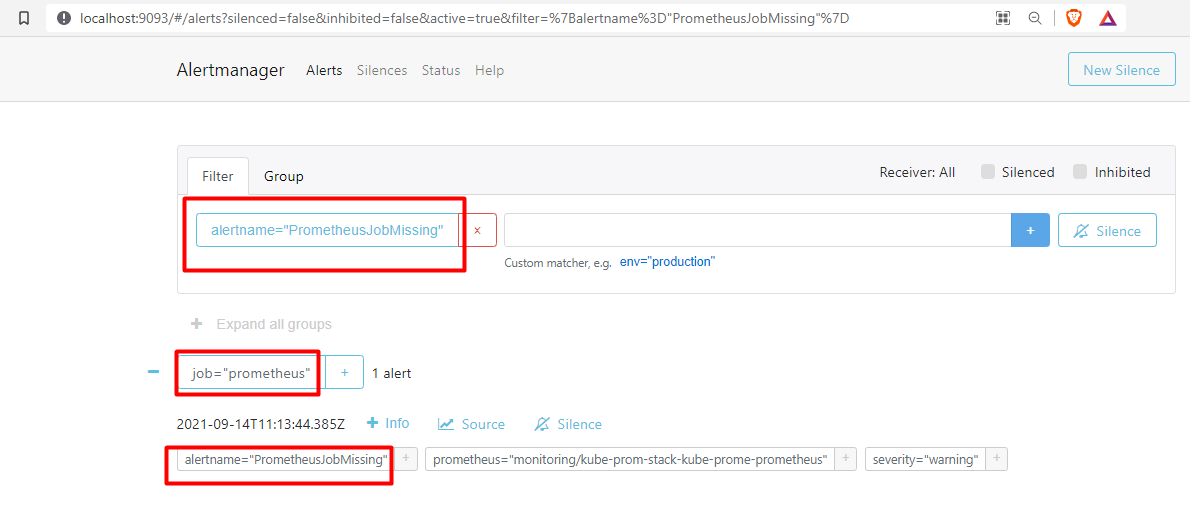 localhost:9093/#/alerts?silenced=false&inhibited=false&active=true&filter=%7Balertname%3D"PrometheusJobMissing"%7D
Alertmanager Alerts Silences Status Help New Silence
Filter Group Receiver: All Silenced Inhibited
alertname="PrometheusJobMissing" x + Silence
Custom matcher, e.g. env="production"
+ Expand all groups
− job="prometheus" + 1 alert
2021-09-14T11:13:44.385Z + Info Source Silence
alertname="PrometheusJobMissing" + prometheus="monitoring/kube-prom-stack-kube-prome-prometheus" + severity="warning" +